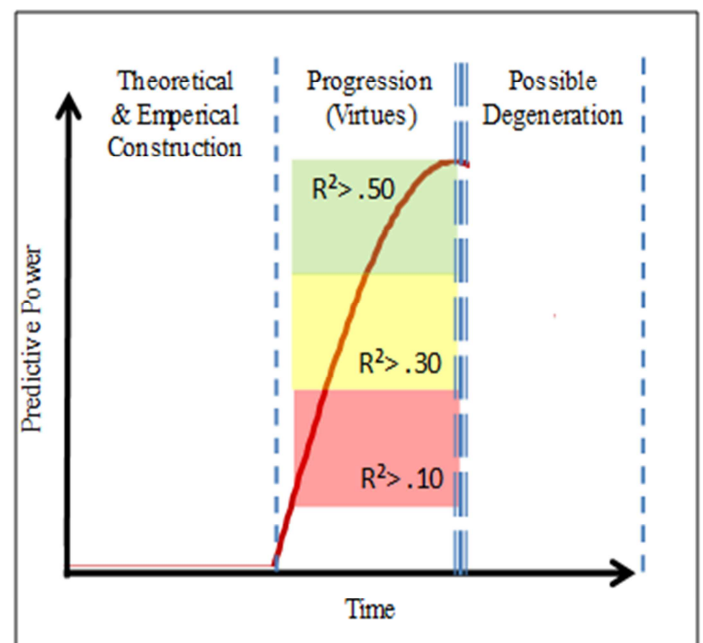 Theoretical
& Emperical
Construction
Progression
(Virtues)
Possible
Degeneration
R²> .50
R²> .30
R²> .10
Predictive Power
Time